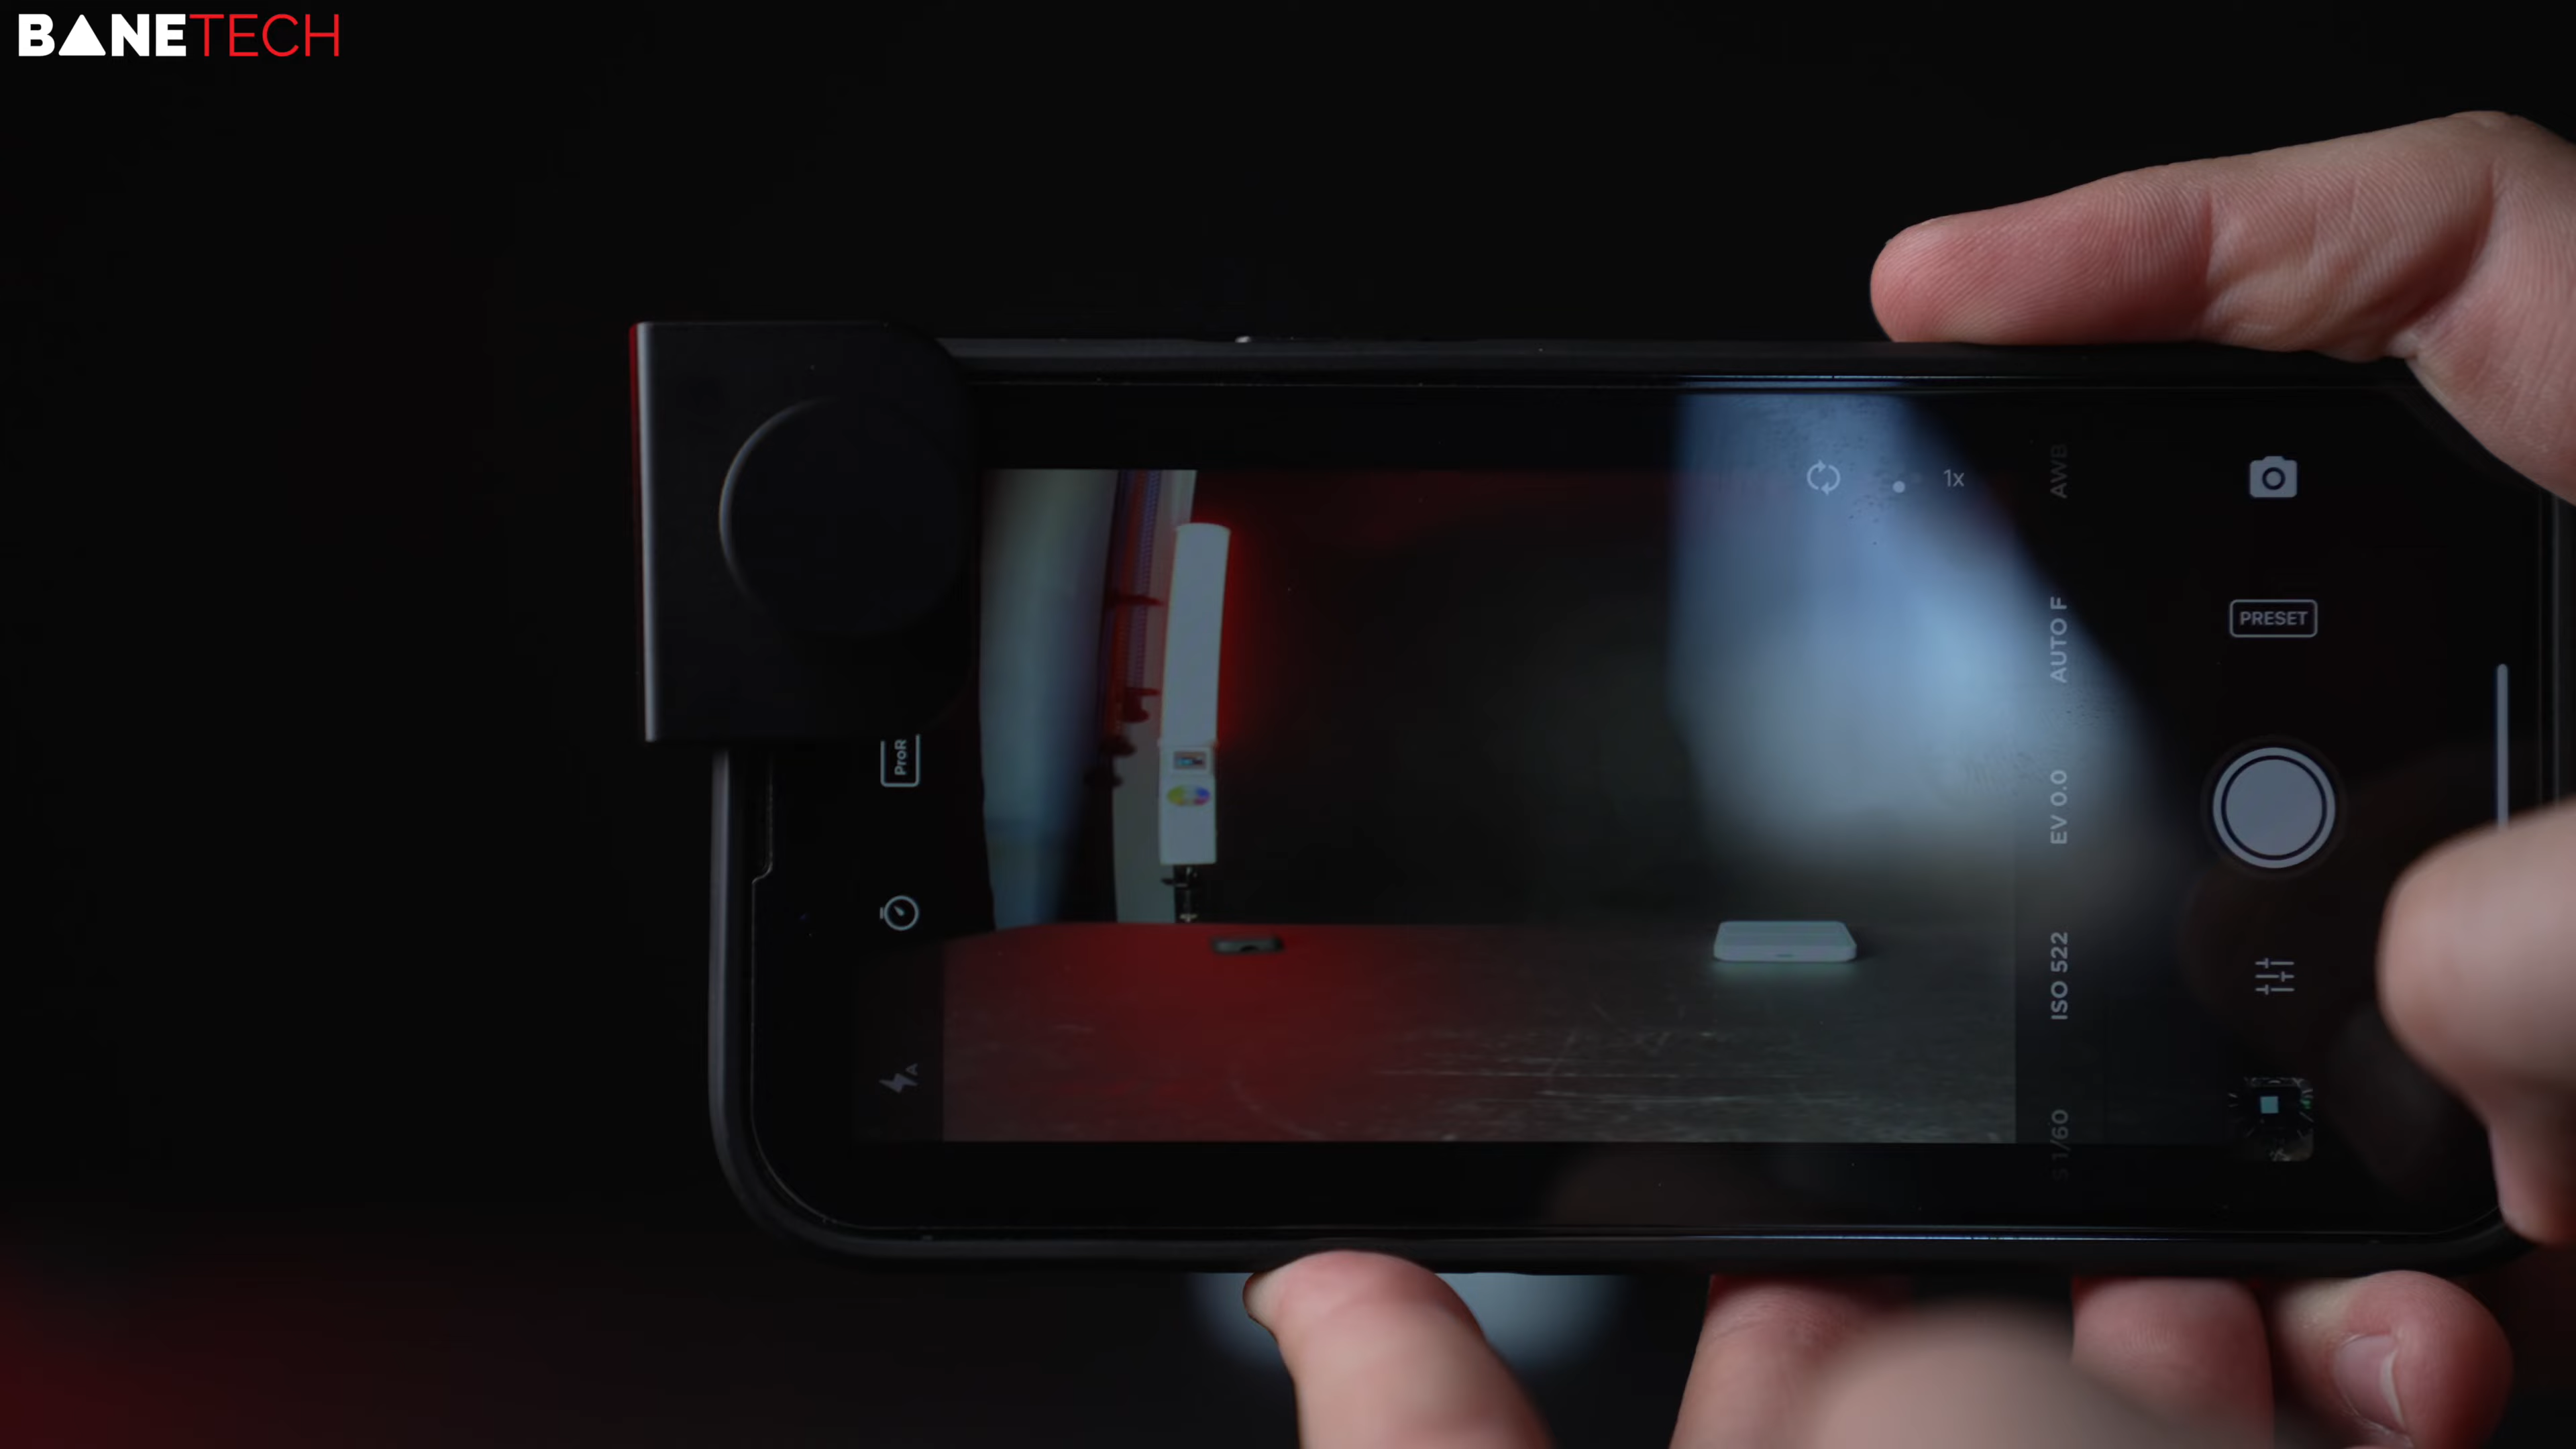 BANETECH
1x
AWB
PRESET
AUTO F
EV 0.0
ISO 522
S 1/60
ProR
A